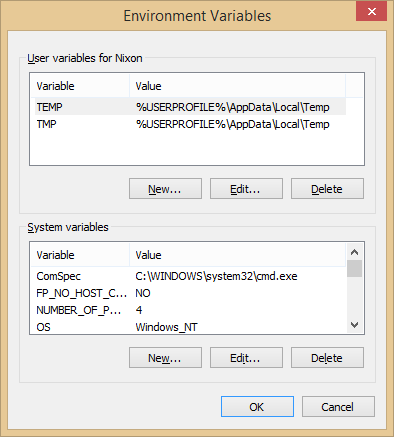 Environment Variables
User variables for Nixon
Variable Value
TEMP %USERPROFILE%\AppData\Local\Temp
TMP %USERPROFILE%\AppData\Local\Temp
New... Edit... Delete
System variables
Variable Value
ComSpec C:\WINDOWS\system32\cmd.exe
FP_NO_HOST_C... NO
NUMBER_OF_P... 4
OS Windows_NT
New... Edit... Delete
OK Cancel